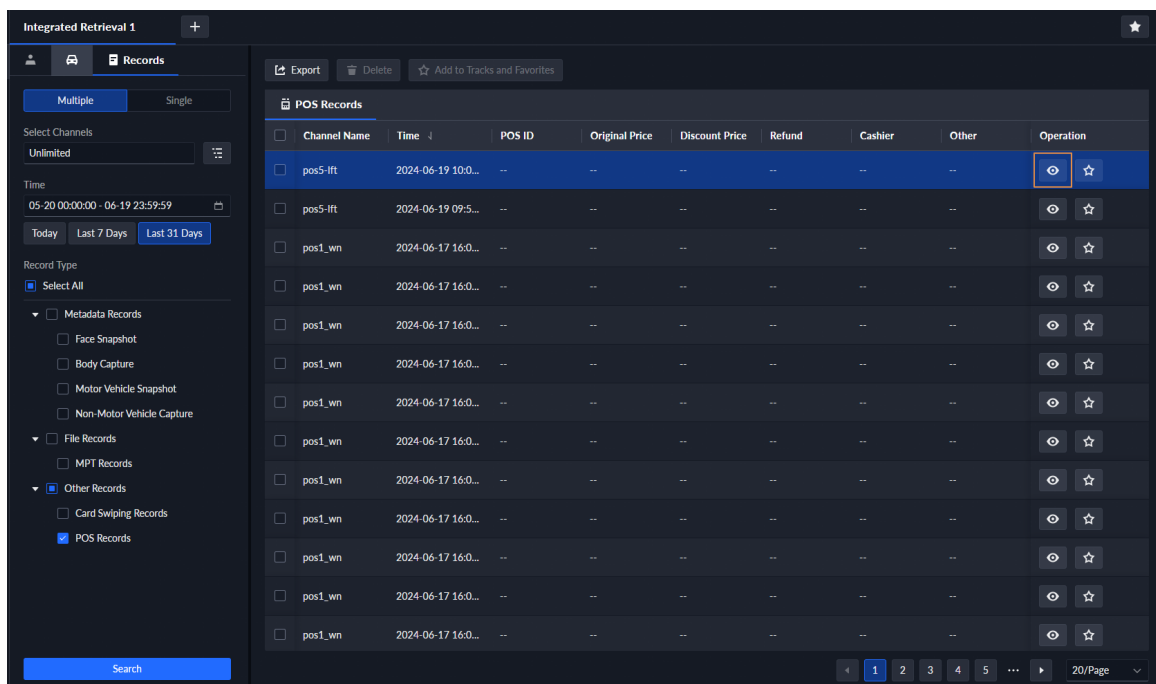 Integrated Retrieval 1
Records
Multiple Single
Select Channels
Unlimited
Time
05-20 00:00:00 - 06-19 23:59:59
Today Last 7 Days Last 31 Days
Record Type
Select All
Metadata Records
Face Snapshot
Body Capture
Motor Vehicle Snapshot
Non-Motor Vehicle Capture
File Records
MPT Records
Other Records
Card Swiping Records
POS Records
Search
Export Delete Add to Tracks and Favorites
POS Records
Channel Name Time POS ID Original Price Discount Price Refund Cashier Other Operation
pos5-lft 2024-06-19 10:0... -- -- -- -- -- --
pos5-lft 2024-06-19 09:5... -- -- -- -- -- --
pos1_wn 2024-06-17 16:0... -- -- -- -- -- --
pos1_wn 2024-06-17 16:0... -- -- -- -- -- --
pos1_wn 2024-06-17 16:0... -- -- -- -- -- --
pos1_wn 2024-06-17 16:0... -- -- -- -- -- --
pos1_wn 2024-06-17 16:0... -- -- -- -- -- --
pos1_wn 2024-06-17 16:0... -- -- -- -- -- --
pos1_wn 2024-06-17 16:0... -- -- -- -- -- --
pos1_wn 2024-06-17 16:0... -- -- -- -- -- --
pos1_wn 2024-06-17 16:0... -- -- -- -- -- --
pos1_wn 2024-06-17 16:0... -- -- -- -- -- --
pos1_wn 2024-06-17 16:0... -- -- -- -- -- --
1 2 3 4 5 ... 20/Page